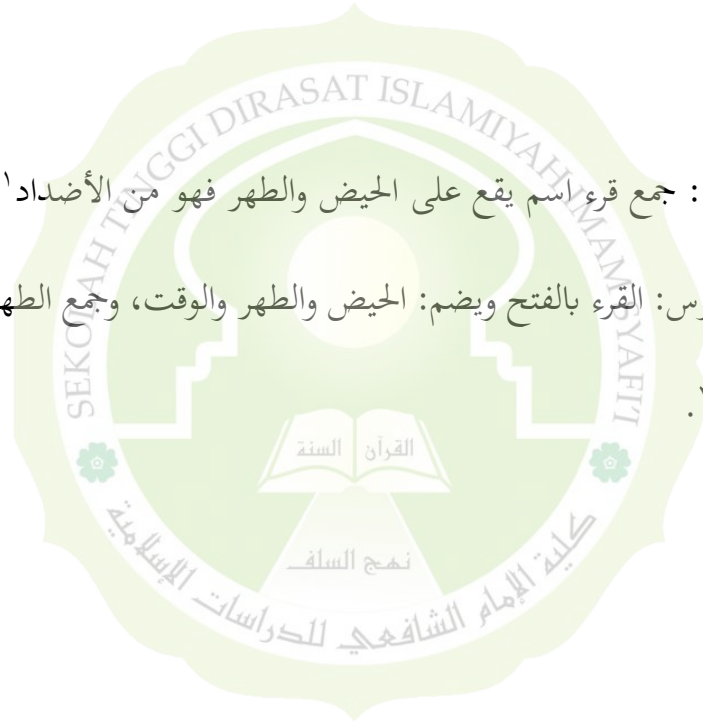 : جمع قرء اسم يقع على الحيض والطهر فهو من الأضداد١
وس: القرء بالفتح ويضم: الحيض والطهر والوقت، وجمع الطه
.
SEKOLAH TINGGI DIRASAT ISLAMIYAH IMAM SYAFI'I
القرآن السنة
نهج السلف
كلية الإمام الشافعي للدراسات الإسلامية